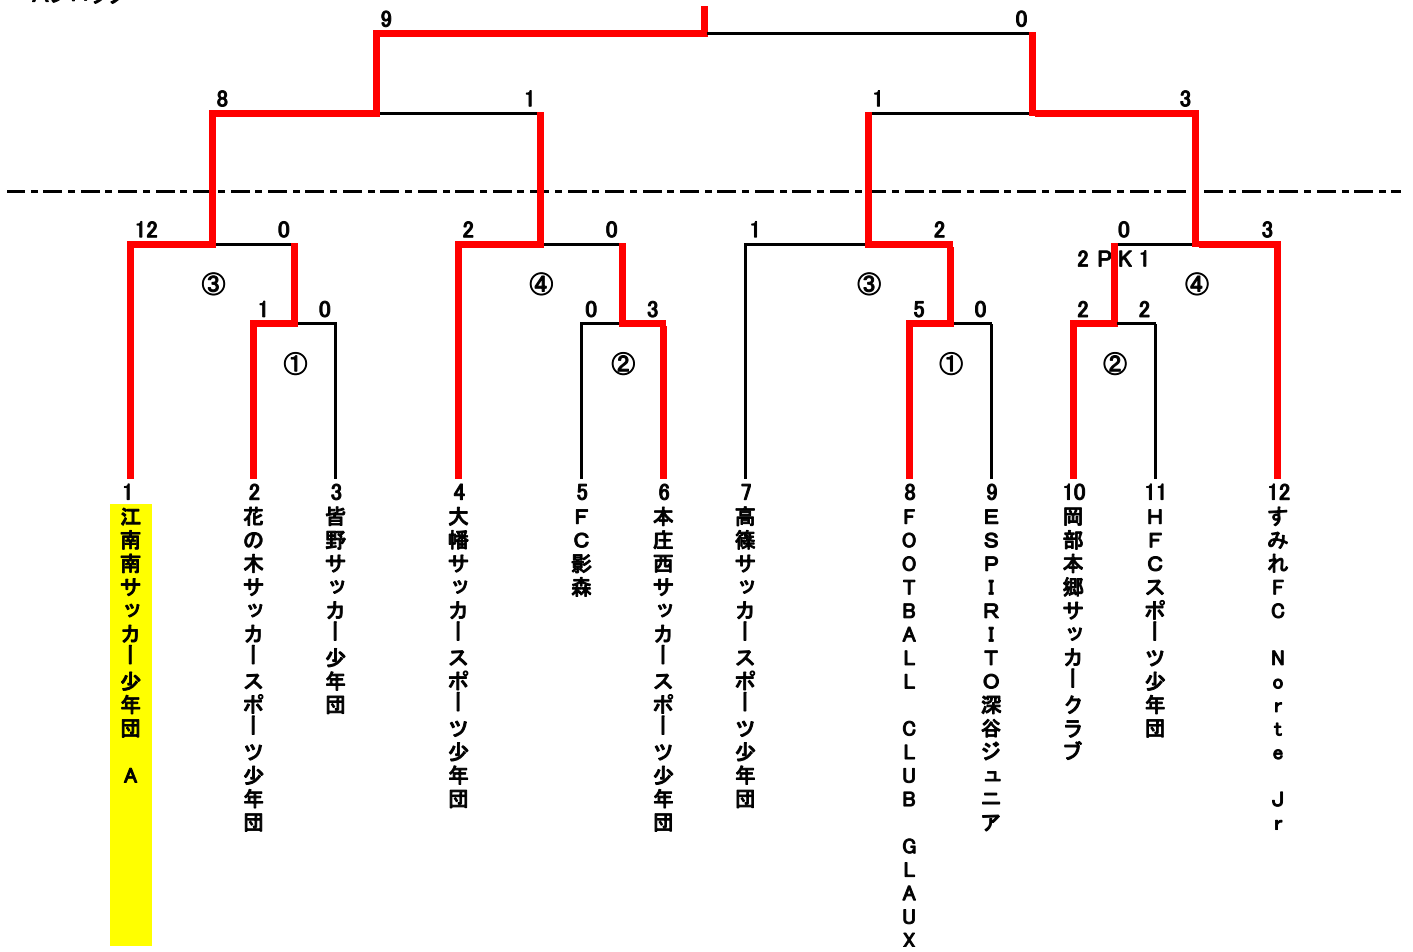 9 0
8 1 1 3
12 0 2 0 1 2 0 3
2 PK1
③ ④ ③ ④
1 0 0 3 5 0 2 2
① ② ① ②
1 2 3 4 5 6 7 8 9 10 11 12
江南南サッカー少年団 A
花の木サッカースポーツ少年団
皆野サッカー少年団
大幡サッカースポーツ少年団
FC影森
本庄西サッカースポーツ少年団
高篠サッカースポーツ少年団
FOOTBALL CLUB GLAUX
ESPIRITO深谷ジュニア
岡部本郷サッカークラブ
HFCスポーツ少年団
すみれFC Norte Jr